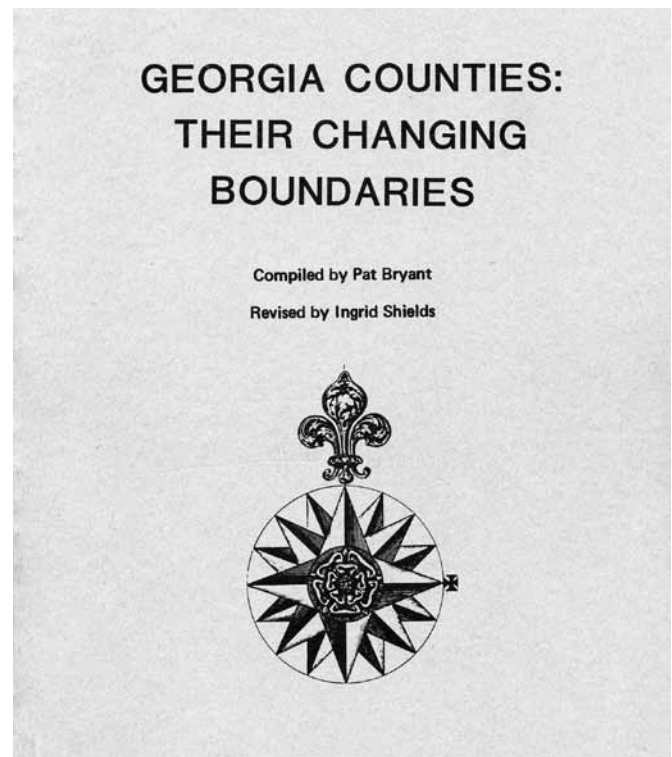 GEORGIA COUNTIES:
THEIR CHANGING
BOUNDARIES
Compiled by Pat Bryant
Revised by Ingrid Shields